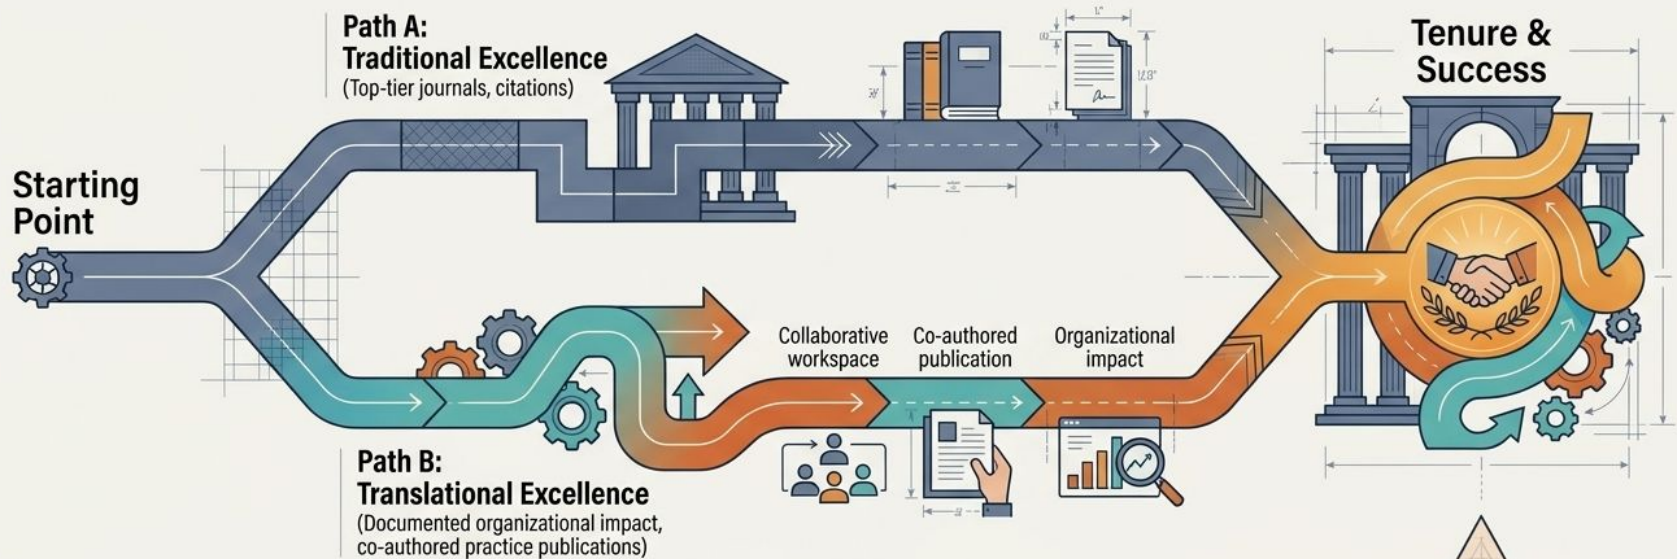 Path A:
Traditional Excellence
(Top-tier journals, citations)
Tenure &
Success
Starting
Point
Collaborative
workspace
Co-authored
publication
Organizational
impact
Path B:
Translational Excellence
(Documented organizational impact,
co-authored practice publications)